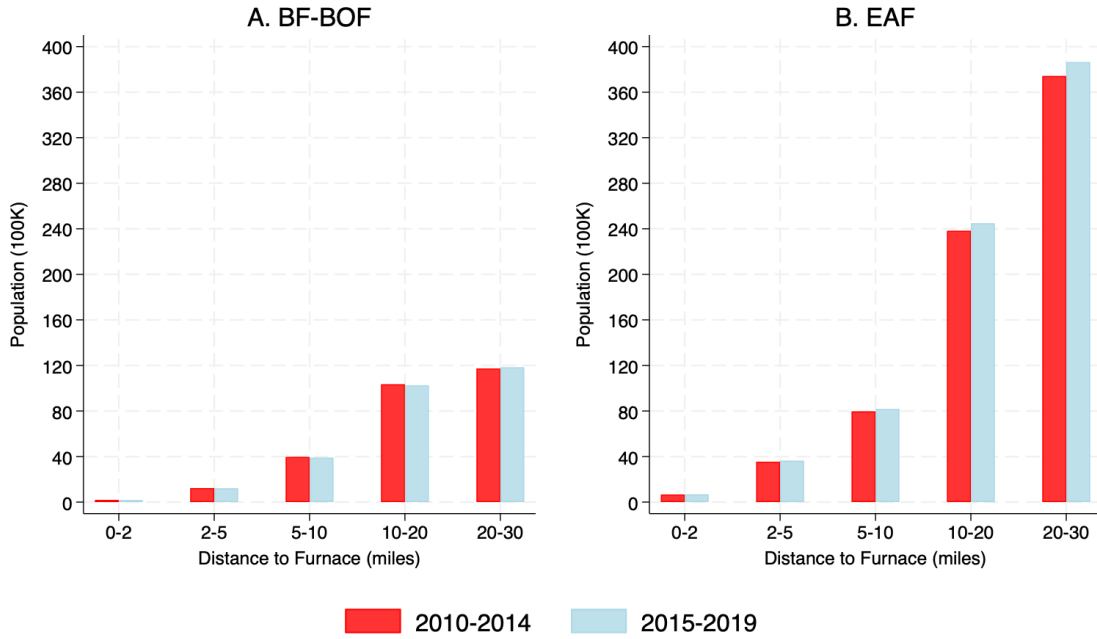 A. BF-BOF
Population (100K)
400
360
320
280
240
200
160
120
80
40
0
0-2 2-5 5-10 10-20 20-30
Distance to Furnace (miles)
B. EAF
Population (100K)
400
360
320
280
240
200
160
120
80
40
0
0-2 2-5 5-10 10-20 20-30
Distance to Furnace (miles)
2010-2014 2015-2019